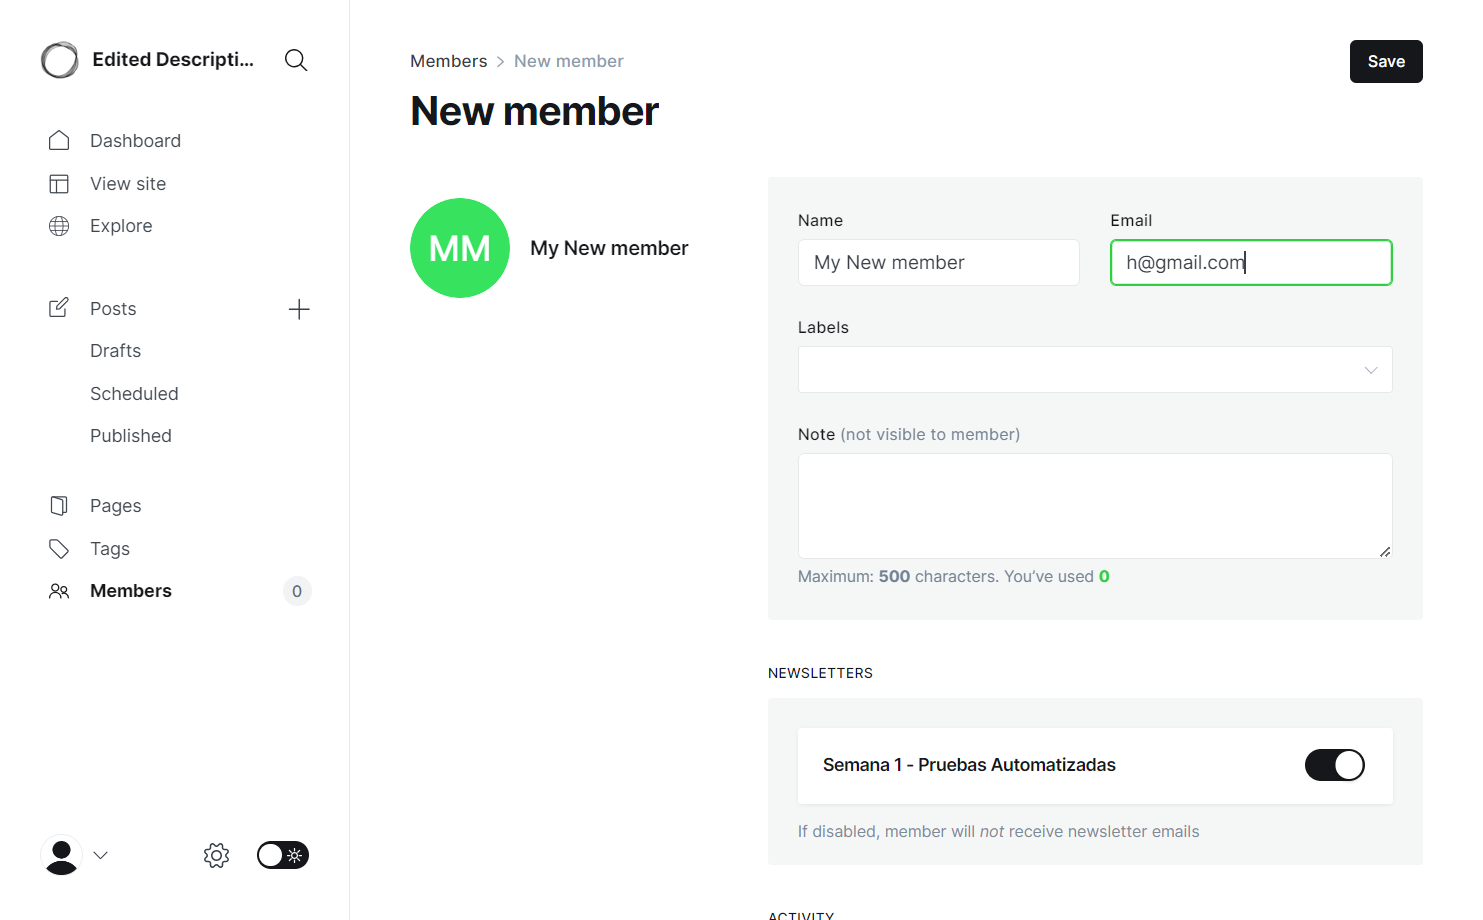 Edited Descripti...
Dashboard
View site
Explore
Posts
Drafts
Scheduled
Published
Pages
Tags
Members
0
Members > New member
Save
New member
MM
My New member
Name
Email
My New member
h@gmail.com
Labels
Note (not visible to member)
Maximum: 500 characters. You’ve used 0
NEWSLETTERS
Semana 1 - Pruebas Automatizadas
If disabled, member will not receive newsletter emails
ACTIVITY